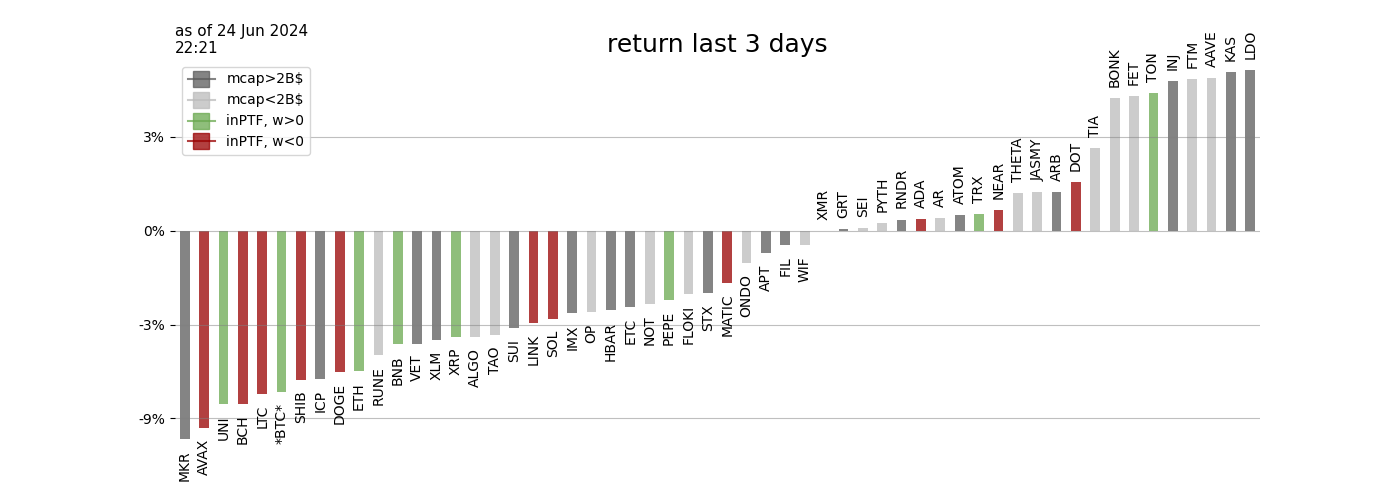 as of 24 Jun 2024
22:21
return last 3 days
mcap>2B$
mcap<2B$
inPTF, w>0
inPTF, w<0
3%
0%
-3%
-9%
MKR
AVAX
UNI
BCH
LTC
*BTC*
SHIB
ICP
DOGE
ETH
RUNE
BNB
VET
XLM
XRP
ALGO
TAO
SUI
LINK
SOL
IMX
OP
HBAR
ETC
NOT
PEPE
FLOKI
STX
MATIC
ONDO
APT
FIL
WIF
XMR
GRT
SEI
PYTH
RNDR
ADA
AR
ATOM
TRX
NEAR
THETA
JASMY
ARB
DOT
TIA
BONK
FET
TON
INJ
FTM
AAVE
KAS
LDO